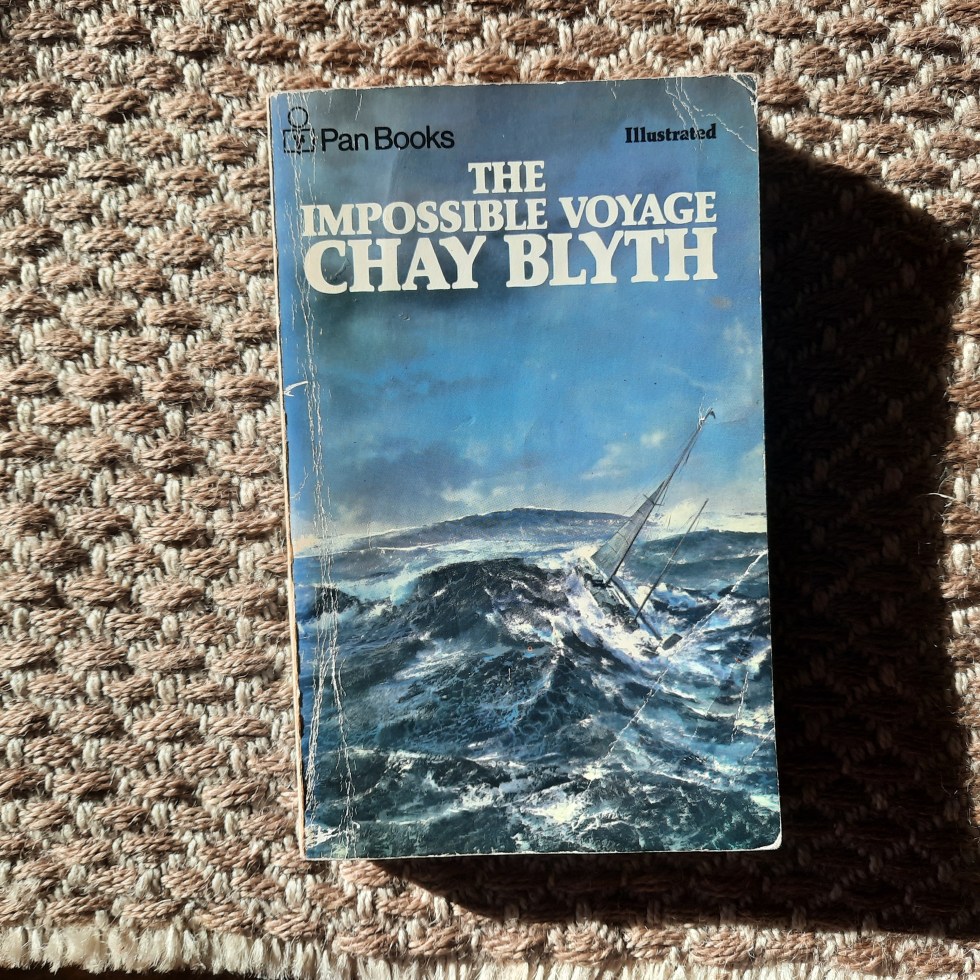 Pan Books
Illustrated
THE
IMPOSSIBLE VOYAGE
CHAY BLYTH